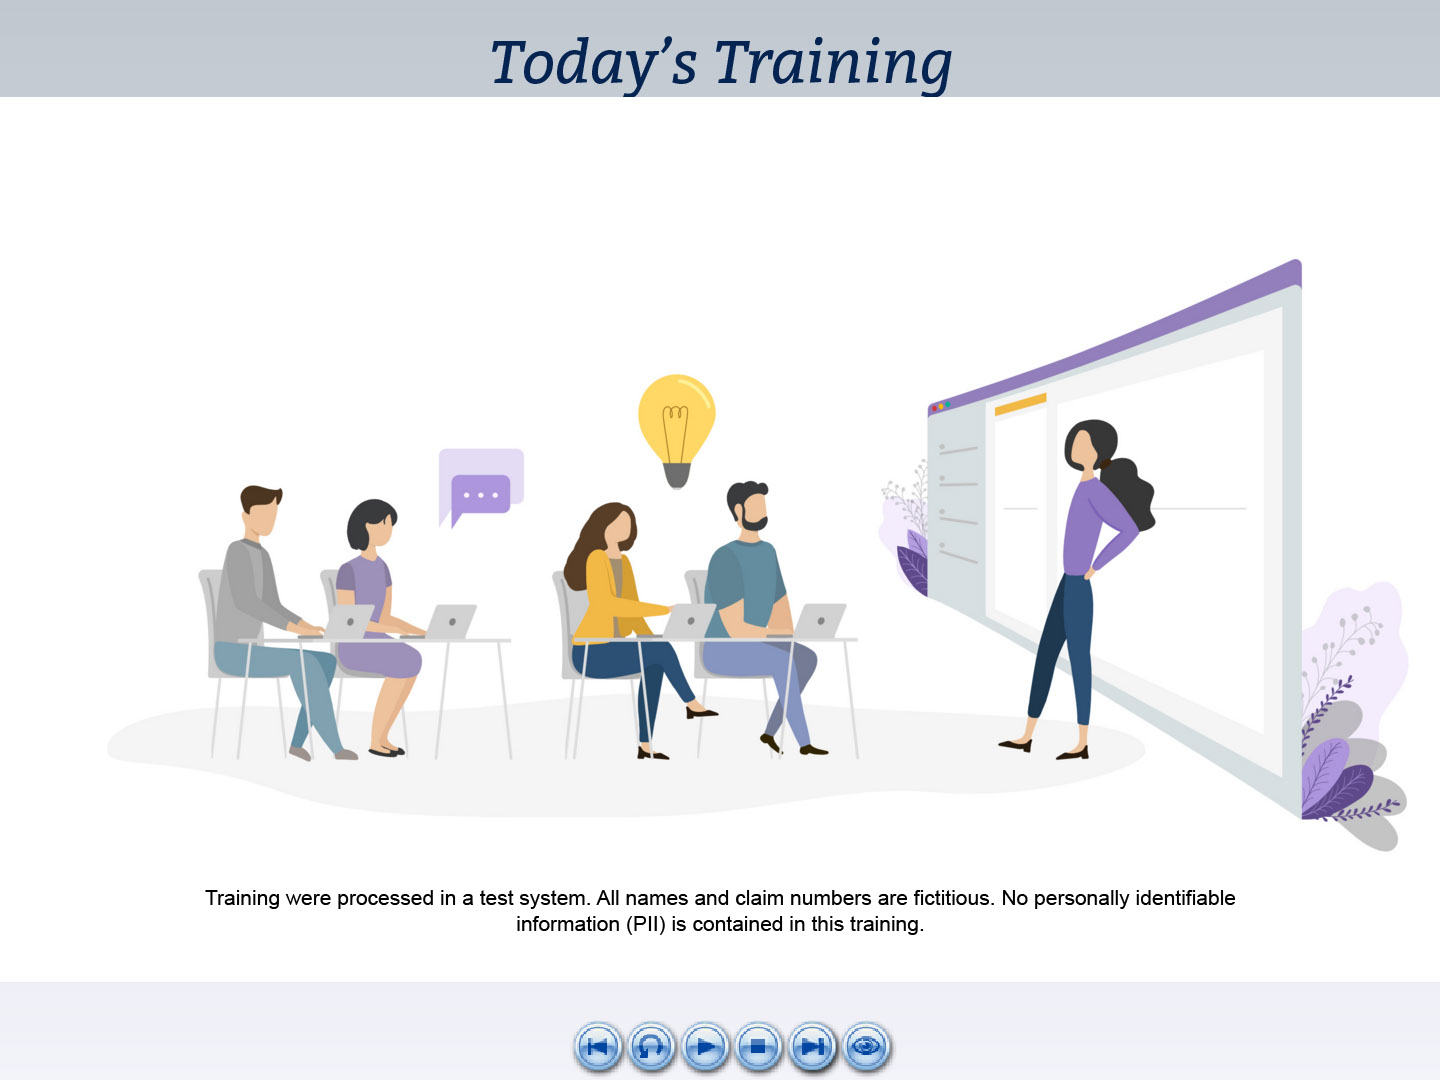 Today’s Training
Training were processed in a test system. All names and claim numbers are fictitious. No personally identifiable
information (PII) is contained in this training.